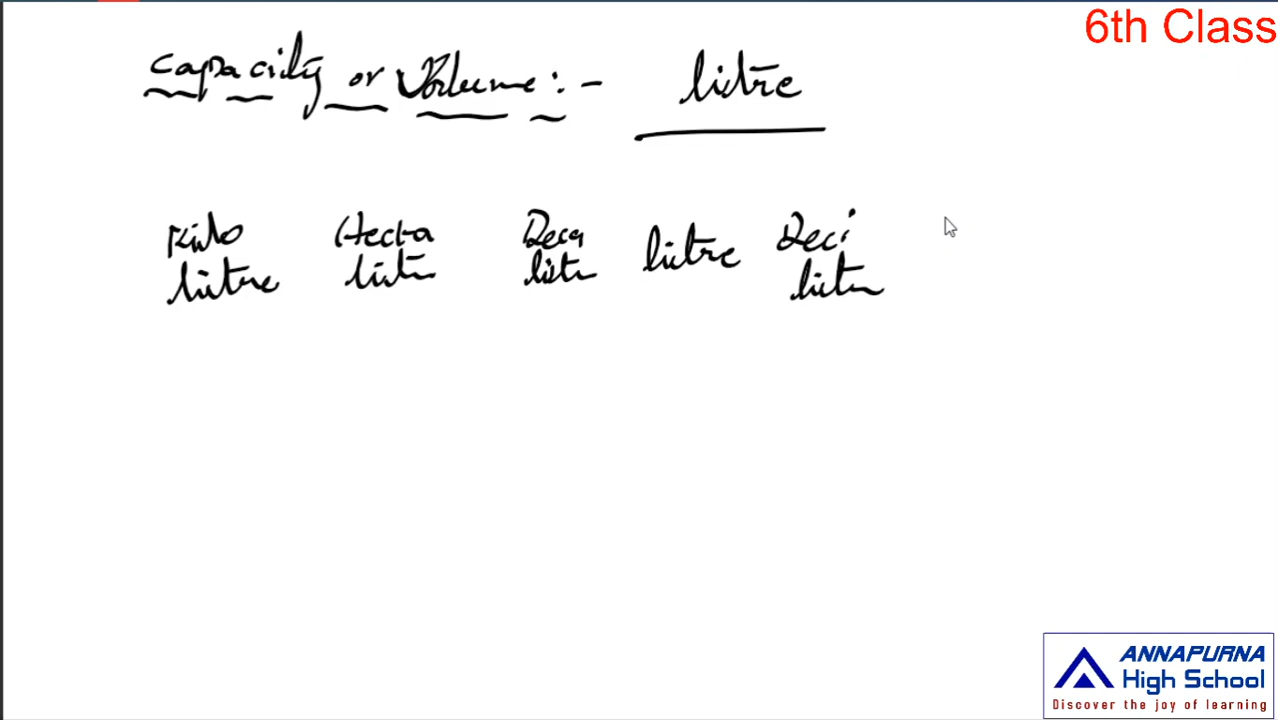 6th Class
Capacity or Volume :- litre
Kilo litre Hecta litre Deca litre litre Deci litre
ANNAPURNA
High School
Discover the joy of learning